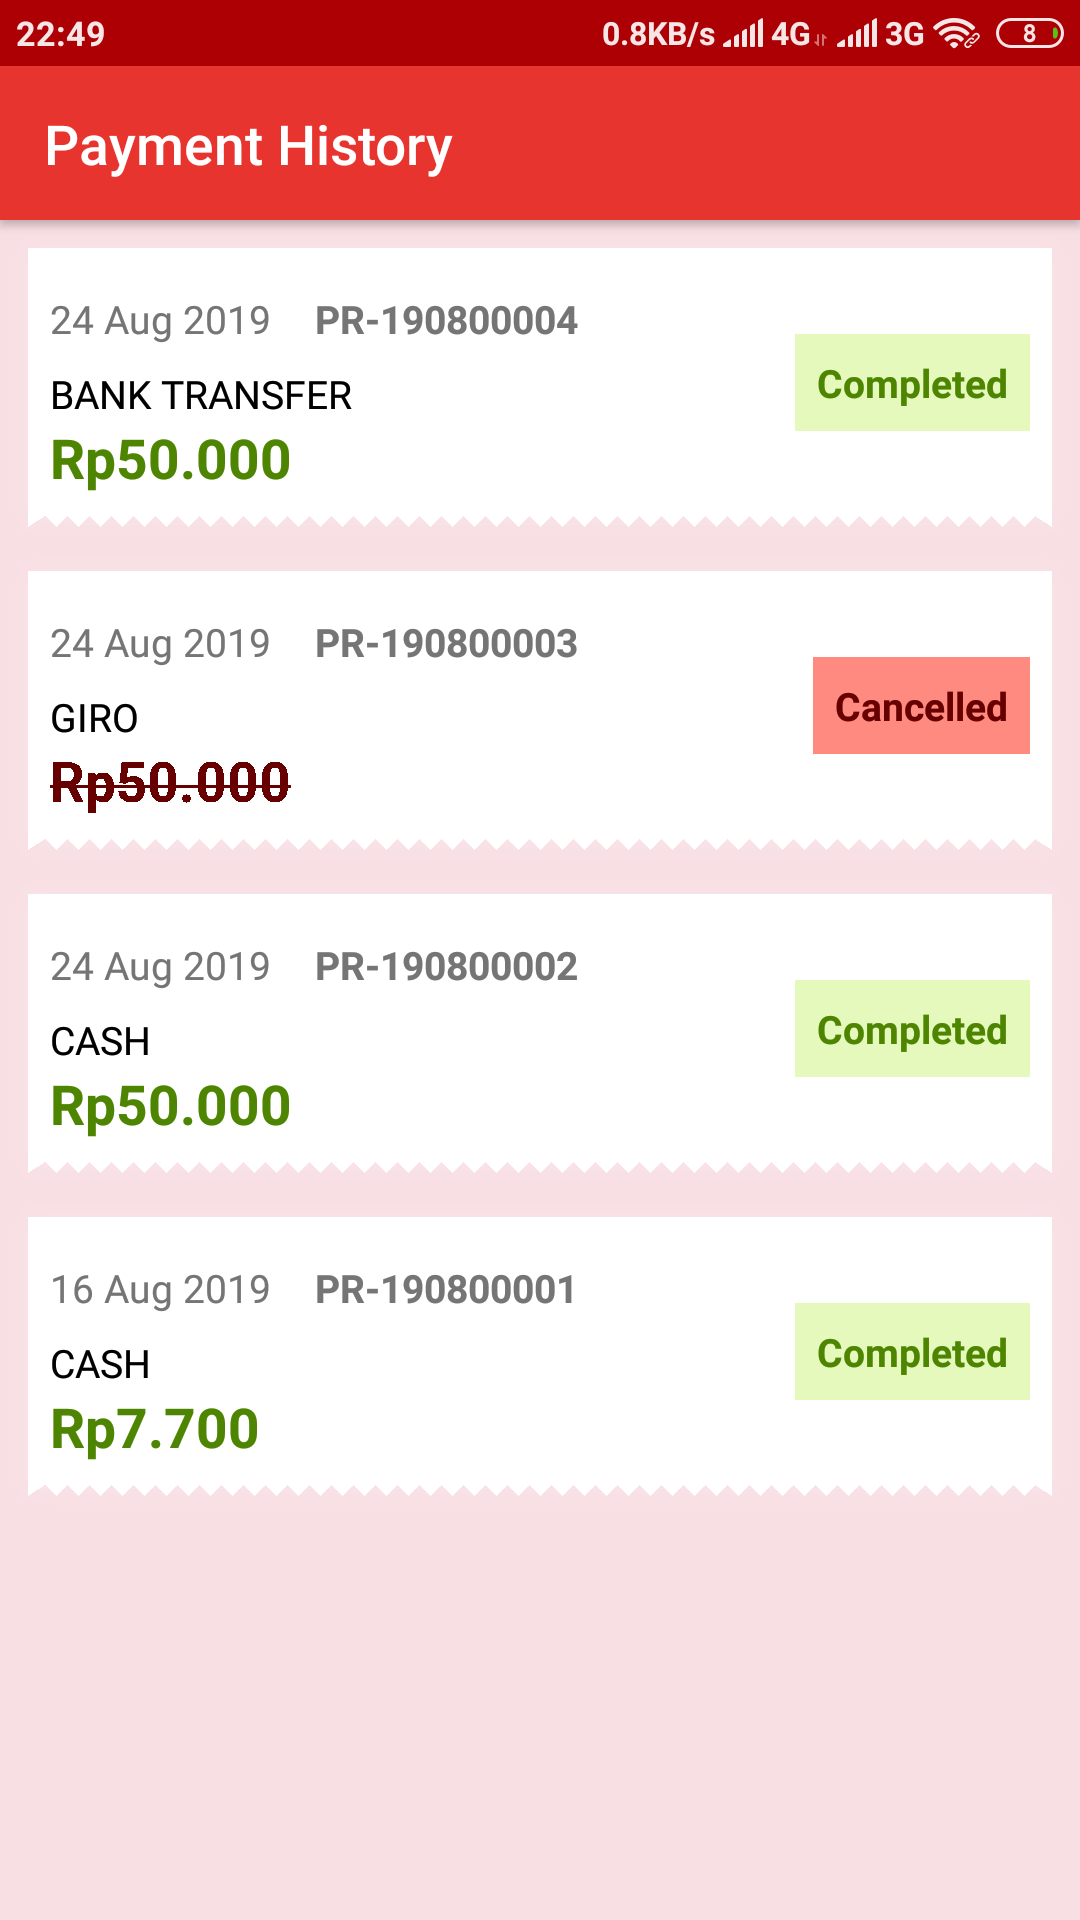 22:49 0.8KB/s 4G 3G 8
Payment History
24 Aug 2019 PR-190800004
Completed
BANK TRANSFER
Rp50.000
24 Aug 2019 PR-190800003
Cancelled
GIRO
Rp50.000
24 Aug 2019 PR-190800002
Completed
CASH
Rp50.000
16 Aug 2019 PR-190800001
Completed
CASH
Rp7.700